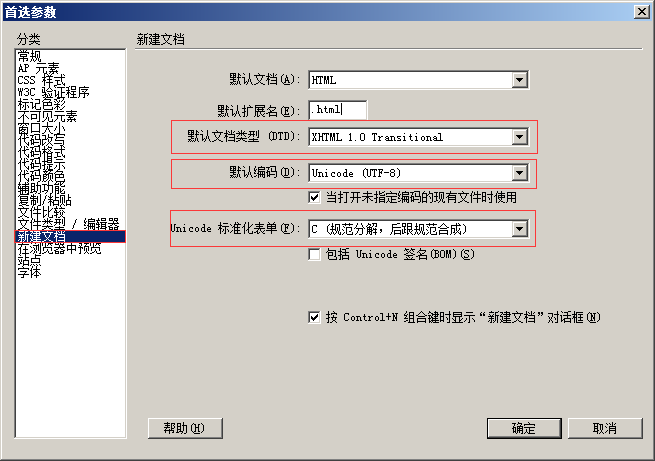 首选参数
分类
常规
AP 元素
CSS 样式
W3C 验证程序
标记色彩
不可见元素
窗口大小
代码改写
代码格式
代码提示
代码颜色
辅助功能
复制/粘贴
文件比较
文件类型 / 编辑器
新建文档
在浏览器中预览
站点
字体
新建文档
默认文档(A): HTML
默认扩展名(E): .html
默认文档类型 (DTD): XHTML 1.0 Transitional
默认编码(D): Unicode (UTF-8)
当打开未指定编码的现有文件时使用
Unicode 标准化表单(F): C (规范分解，后跟规范合成)
包括 Unicode 签名(BOM)(S)
按 Control+N 组合键时显示“新建文档”对话框(N)
帮助(H)
确定
取消